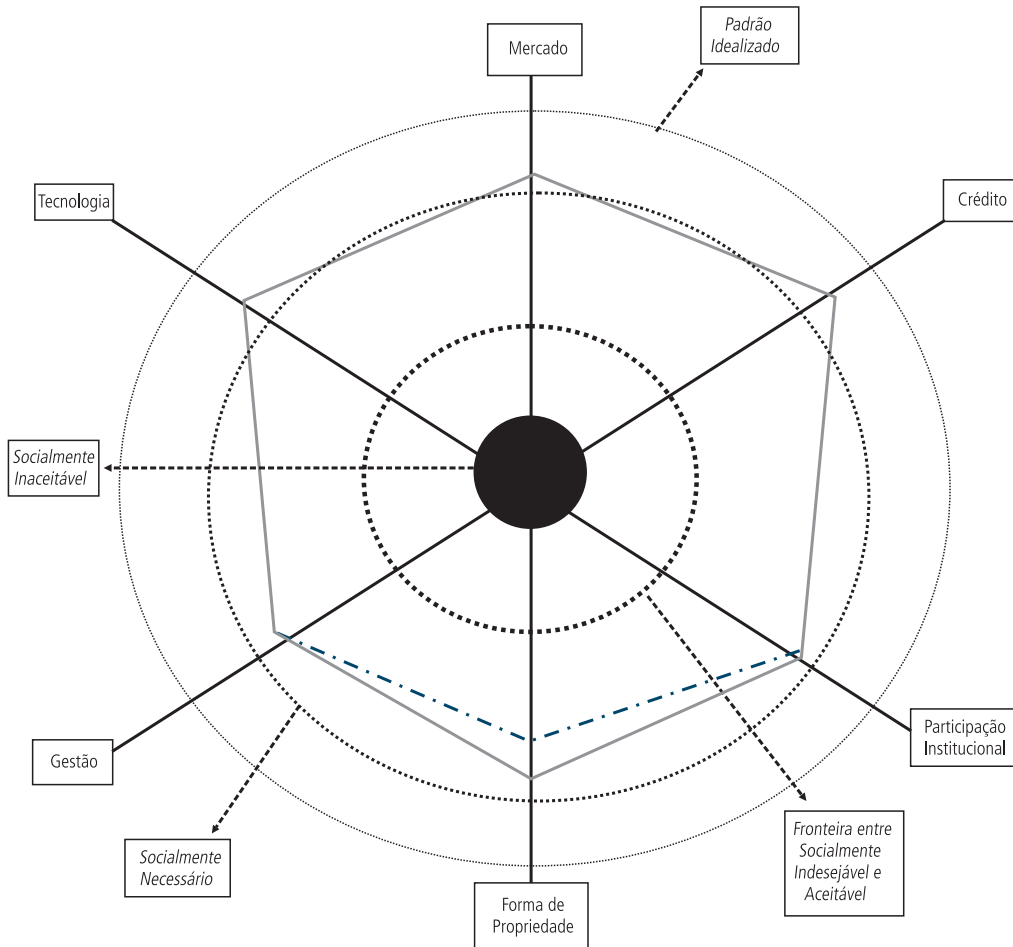 Padrão
Idealizado
Mercado
Tecnologia
Crédito
Socialmente
Inaceitável
Participação
Institucional
Gestão
Fronteira entre
Socialmente
Indesejável e
Aceitável
Socialmente
Necessário
Forma de
Propriedade